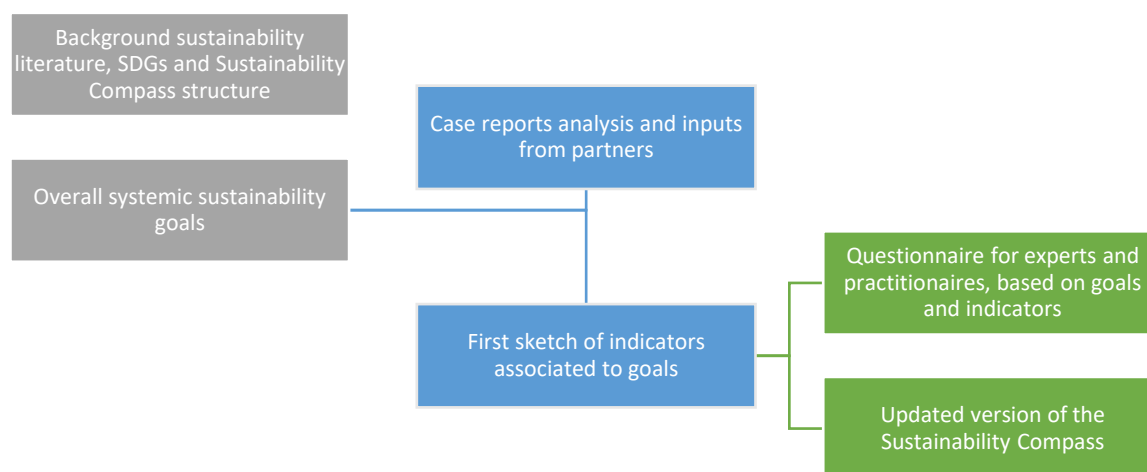 Background sustainability
literature, SDGs and Sustainability
Compass structure
Case reports analysis and inputs
from partners
Overall systemic sustainability
goals
Questionnaire for experts and
practitionaires, based on goals
and indicators
First sketch of indicators
associated to goals
Updated version of the
Sustainability Compass